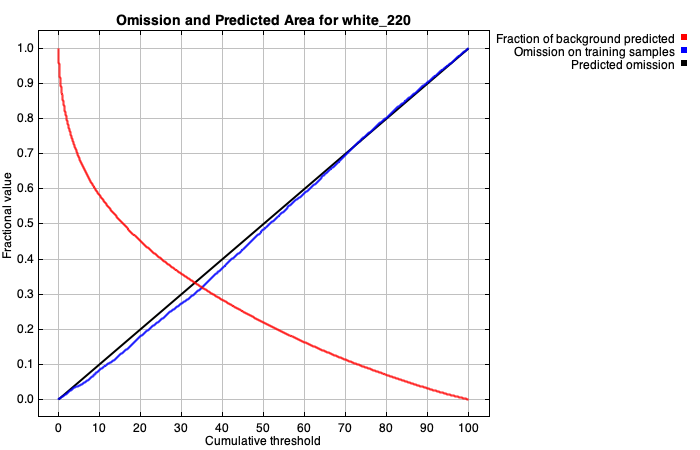 Omission and Predicted Area for white_220
Fraction of background predicted
Omission on training samples
Predicted omission
Fractional value
1.0
0.9
0.8
0.7
0.6
0.5
0.4
0.3
0.2
0.1
0.0
0 10 20 30 40 50 60 70 80 90 100
Cumulative threshold